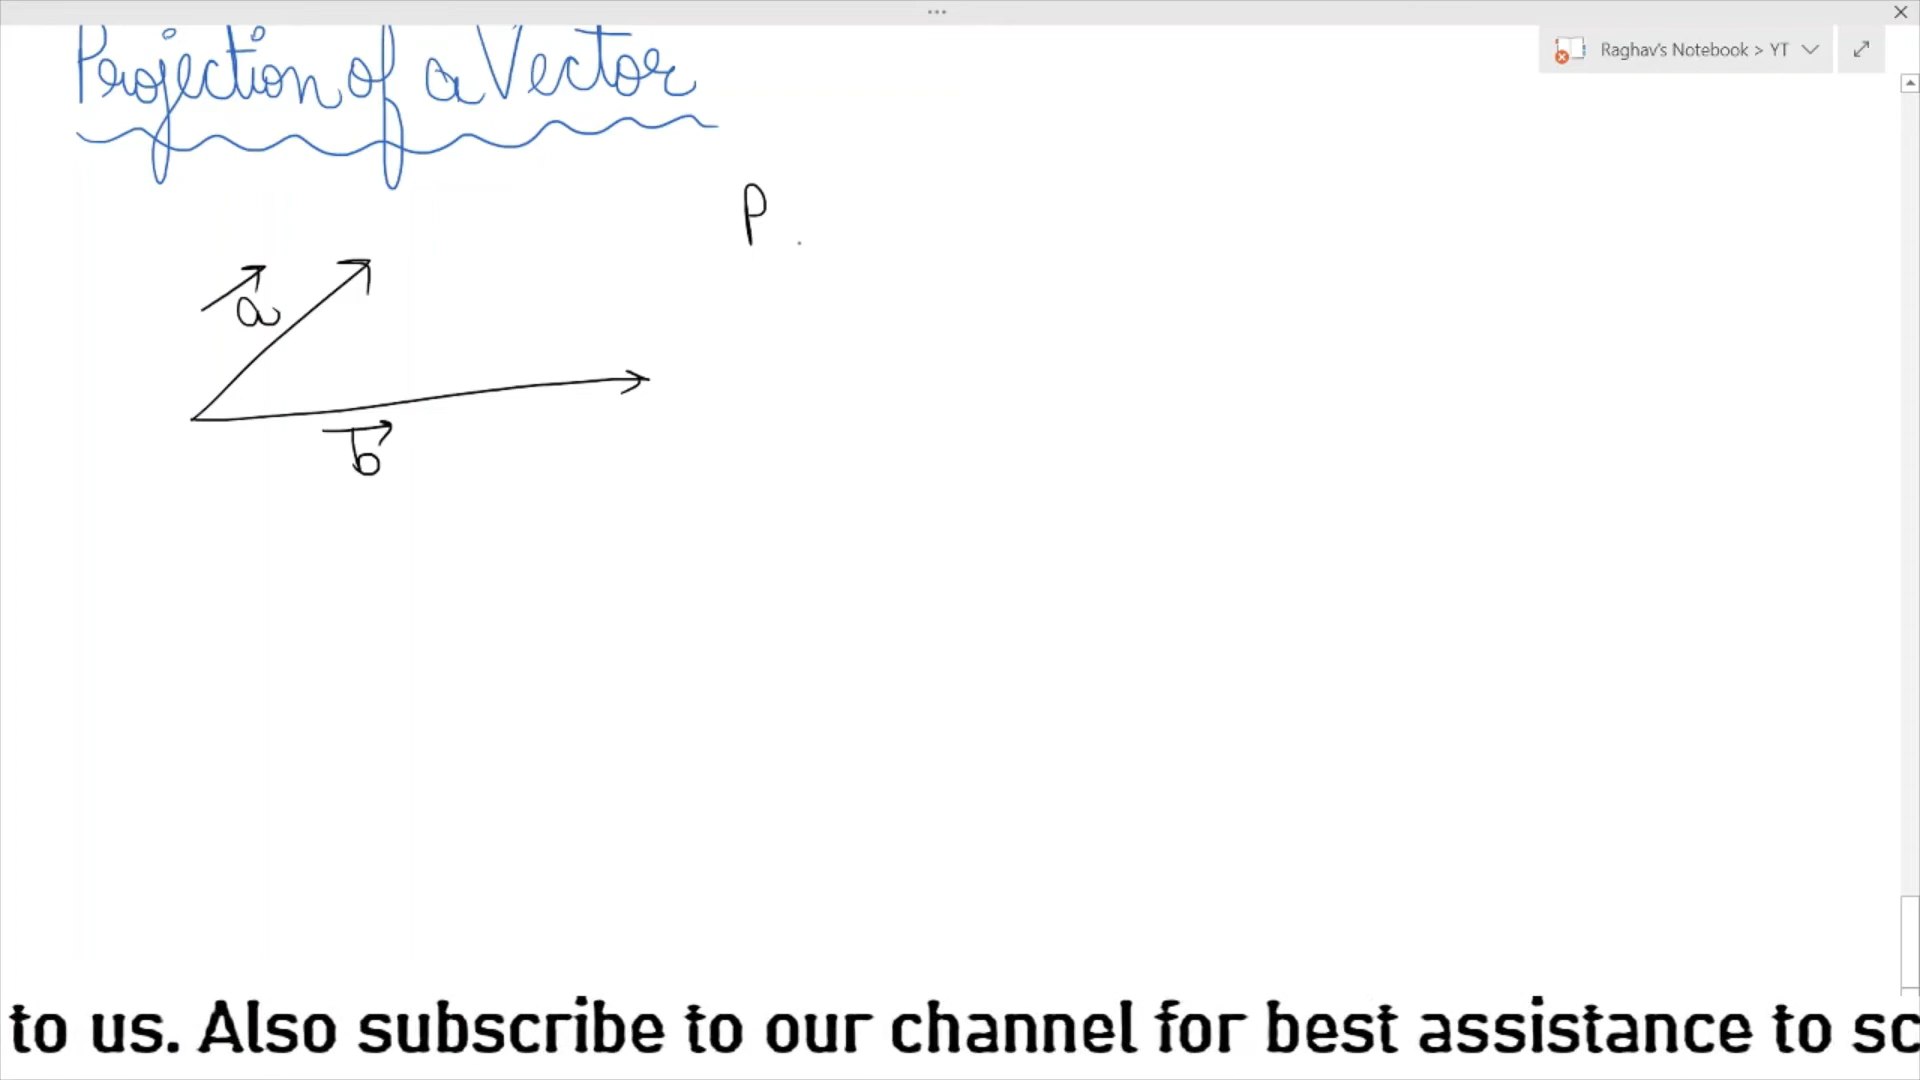 Projection of a Vector
Raghav's Notebook > YT
P
a
b
to us. Also subscribe to our channel for best assistance to sc